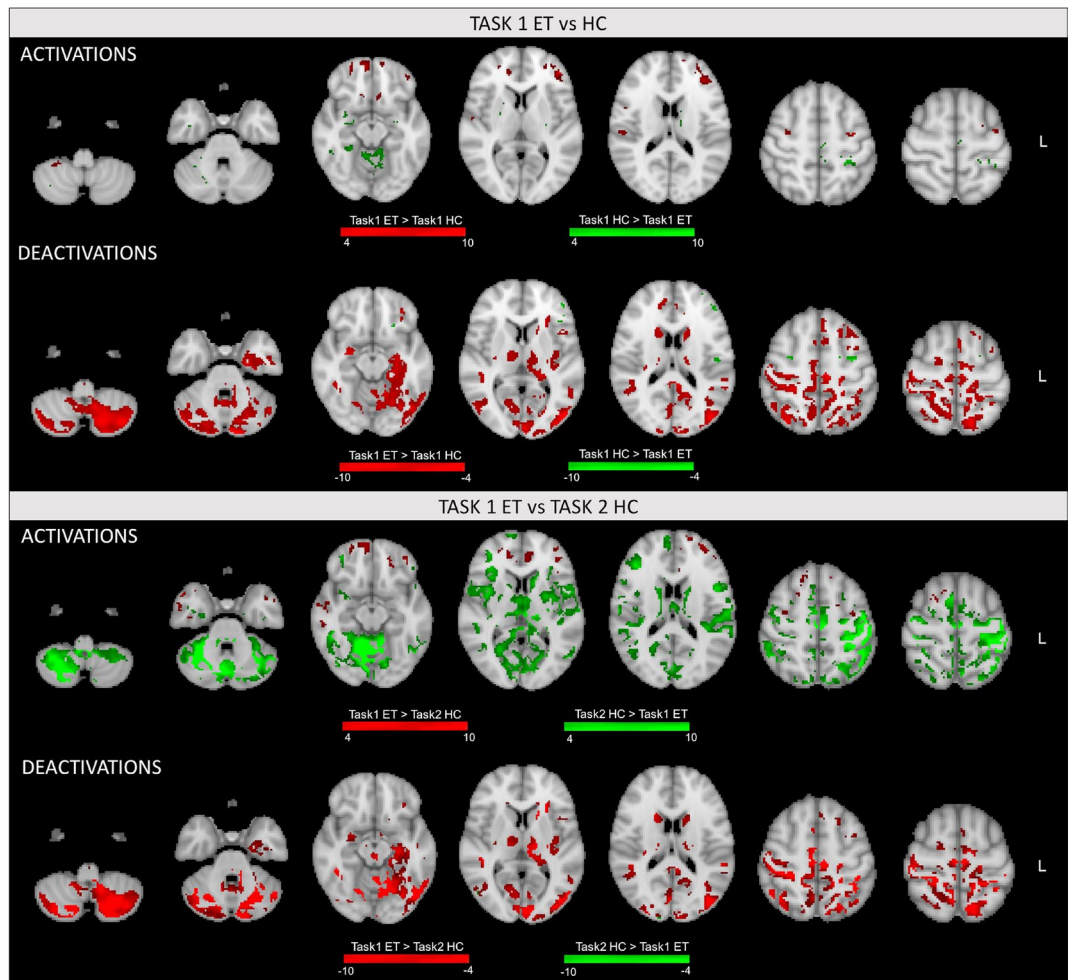 TASK 1 ET vs HC
ACTIVATIONS
L
Task1 ET > Task1 HC
Task1 HC > Task1 ET
4 10
4 10
DEACTIVATIONS
L
Task1 ET > Task1 HC
Task1 HC > Task1 ET
-10 -4
-10 -4
TASK 1 ET vs TASK 2 HC
ACTIVATIONS
L
Task1 ET > Task2 HC
Task2 HC > Task1 ET
4 10
4 10
DEACTIVATIONS
L
Task1 ET > Task2 HC
Task2 HC > Task1 ET
-10 -4
-10 -4